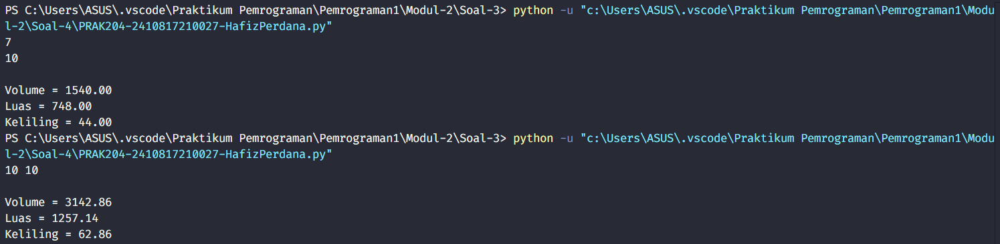 PS C:\Users\ASUS\.vscode\Praktikum Pemrograman\Pemrograman1\Modul-2\Soal-3> python -u "c:\Users\ASUS\.vscode\Praktikum Pemrograman\Pemrograman1\Modu
l-2\Soal-4\PRAK204-2410817210027-HafizPerdana.py"
7
10
Volume = 1540.00
Luas = 748.00
Keliling = 44.00
PS C:\Users\ASUS\.vscode\Praktikum Pemrograman\Pemrograman1\Modul-2\Soal-3> python -u "c:\Users\ASUS\.vscode\Praktikum Pemrograman\Pemrograman1\Modu
l-2\Soal-4\PRAK204-2410817210027-HafizPerdana.py"
10 10
Volume = 3142.86
Luas = 1257.14
Keliling = 62.86